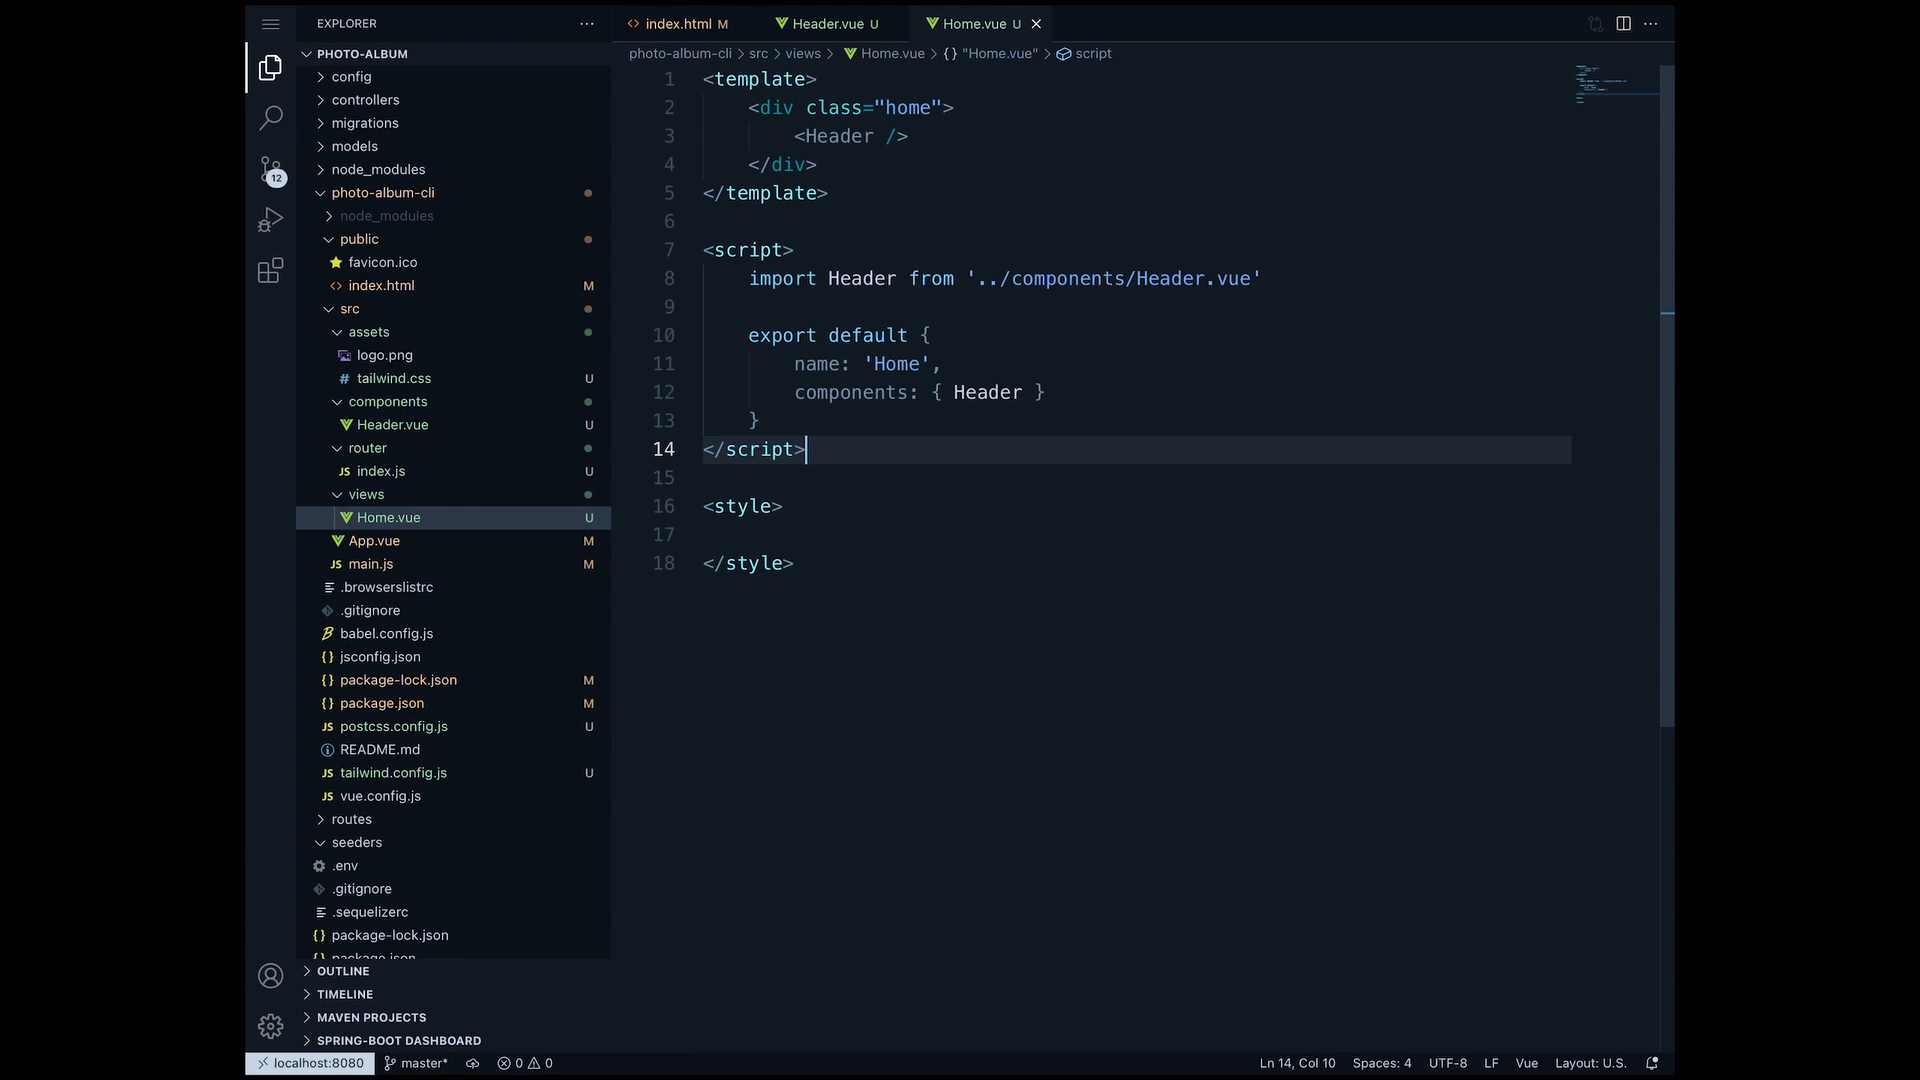 EXPLORER
PHOTO-ALBUM
config
controllers
migrations
models
node_modules
photo-album-cli
node_modules
public
favicon.ico
index.html M
src
assets
logo.png
tailwind.css U
components
Header.vue U
router
index.js U
views
Home.vue U
App.vue M
main.js M
.browserslistrc
.gitignore
babel.config.js
jsconfig.json
package-lock.json M
package.json M
postcss.config.js U
README.md
tailwind.config.js U
vue.config.js
routes
seeders
.env
.gitignore
.sequelizerc
package-lock.json
package.json
OUTLINE
TIMELINE
MAVEN PROJECTS
SPRING-BOOT DASHBOARD
12
index.html M
Header.vue U
Home.vue U
photo-album-cli > src > views > Home.vue > {} "Home.vue" > script
1 <template>
2 <div class="home">
3 <Header />
4 </div>
5 </template>
6
7 <script>
8 import Header from '../components/Header.vue'
9
10 export default {
11 name: 'Home',
12 components: { Header }
13 }
14 </script>
15
16 <style>
17
18 </style>
localhost:8080 master* 0 0 Ln 14, Col 10 Spaces: 4 UTF-8 LF Vue Layout: U.S.